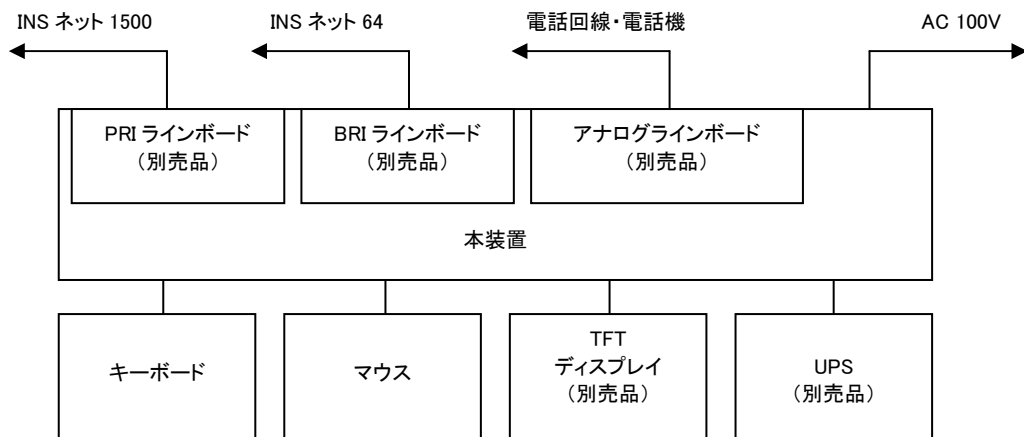 INS ネット 1500
INS ネット 64
電話回線・電話機
AC 100V
PRI ラインボード
（別売品）
BRI ラインボード
（別売品）
アナログラインボード
（別売品）
本装置
キーボード
マウス
TFT
ディスプレイ
（別売品）
UPS
（別売品）